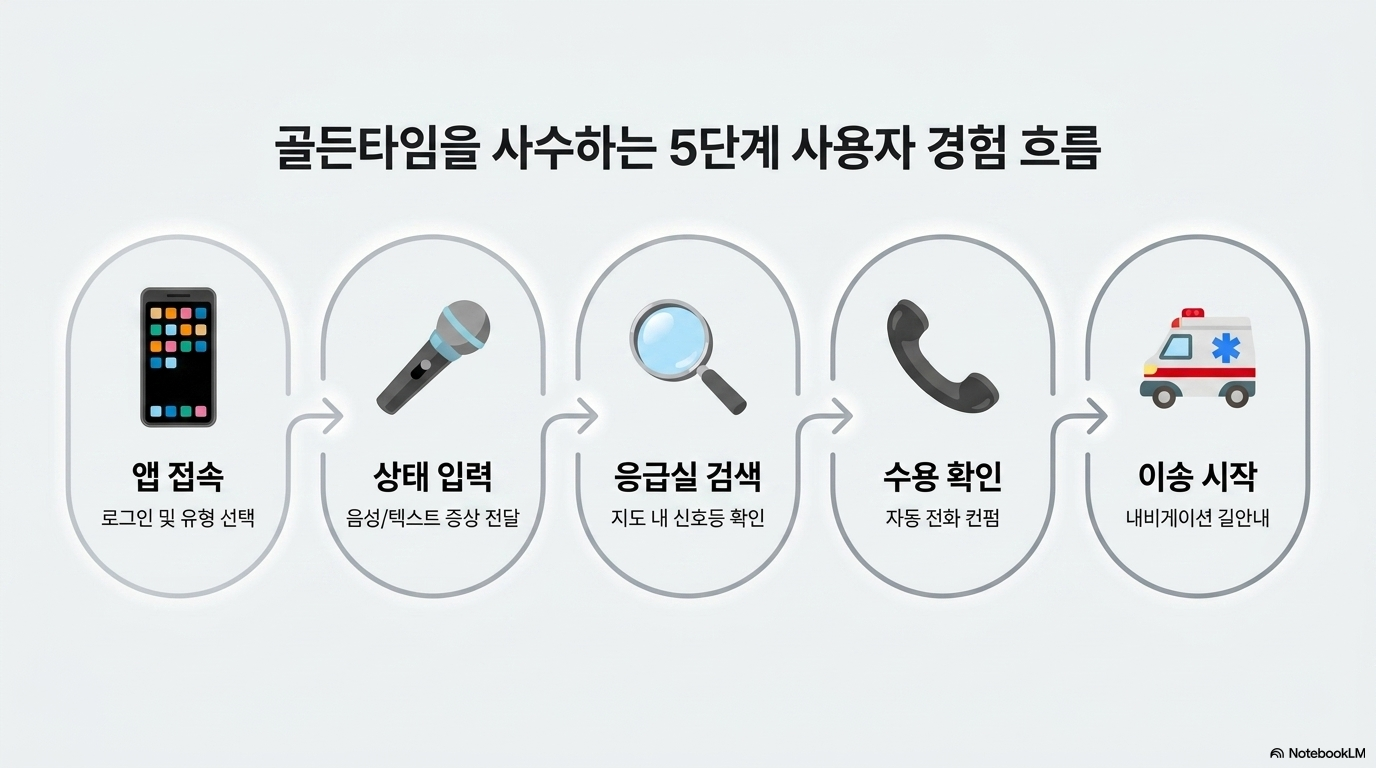 골든타임을 사수하는 5단계 사용자 경험 흐름
앱 접속
로그인 및 유형 선택
상태 입력
음성/텍스트 증상 전달
응급실 검색
지도 내 신호등 확인
수용 확인
자동 전화 컨펌
이송 시작
내비게이션 길안내
NotebookLM